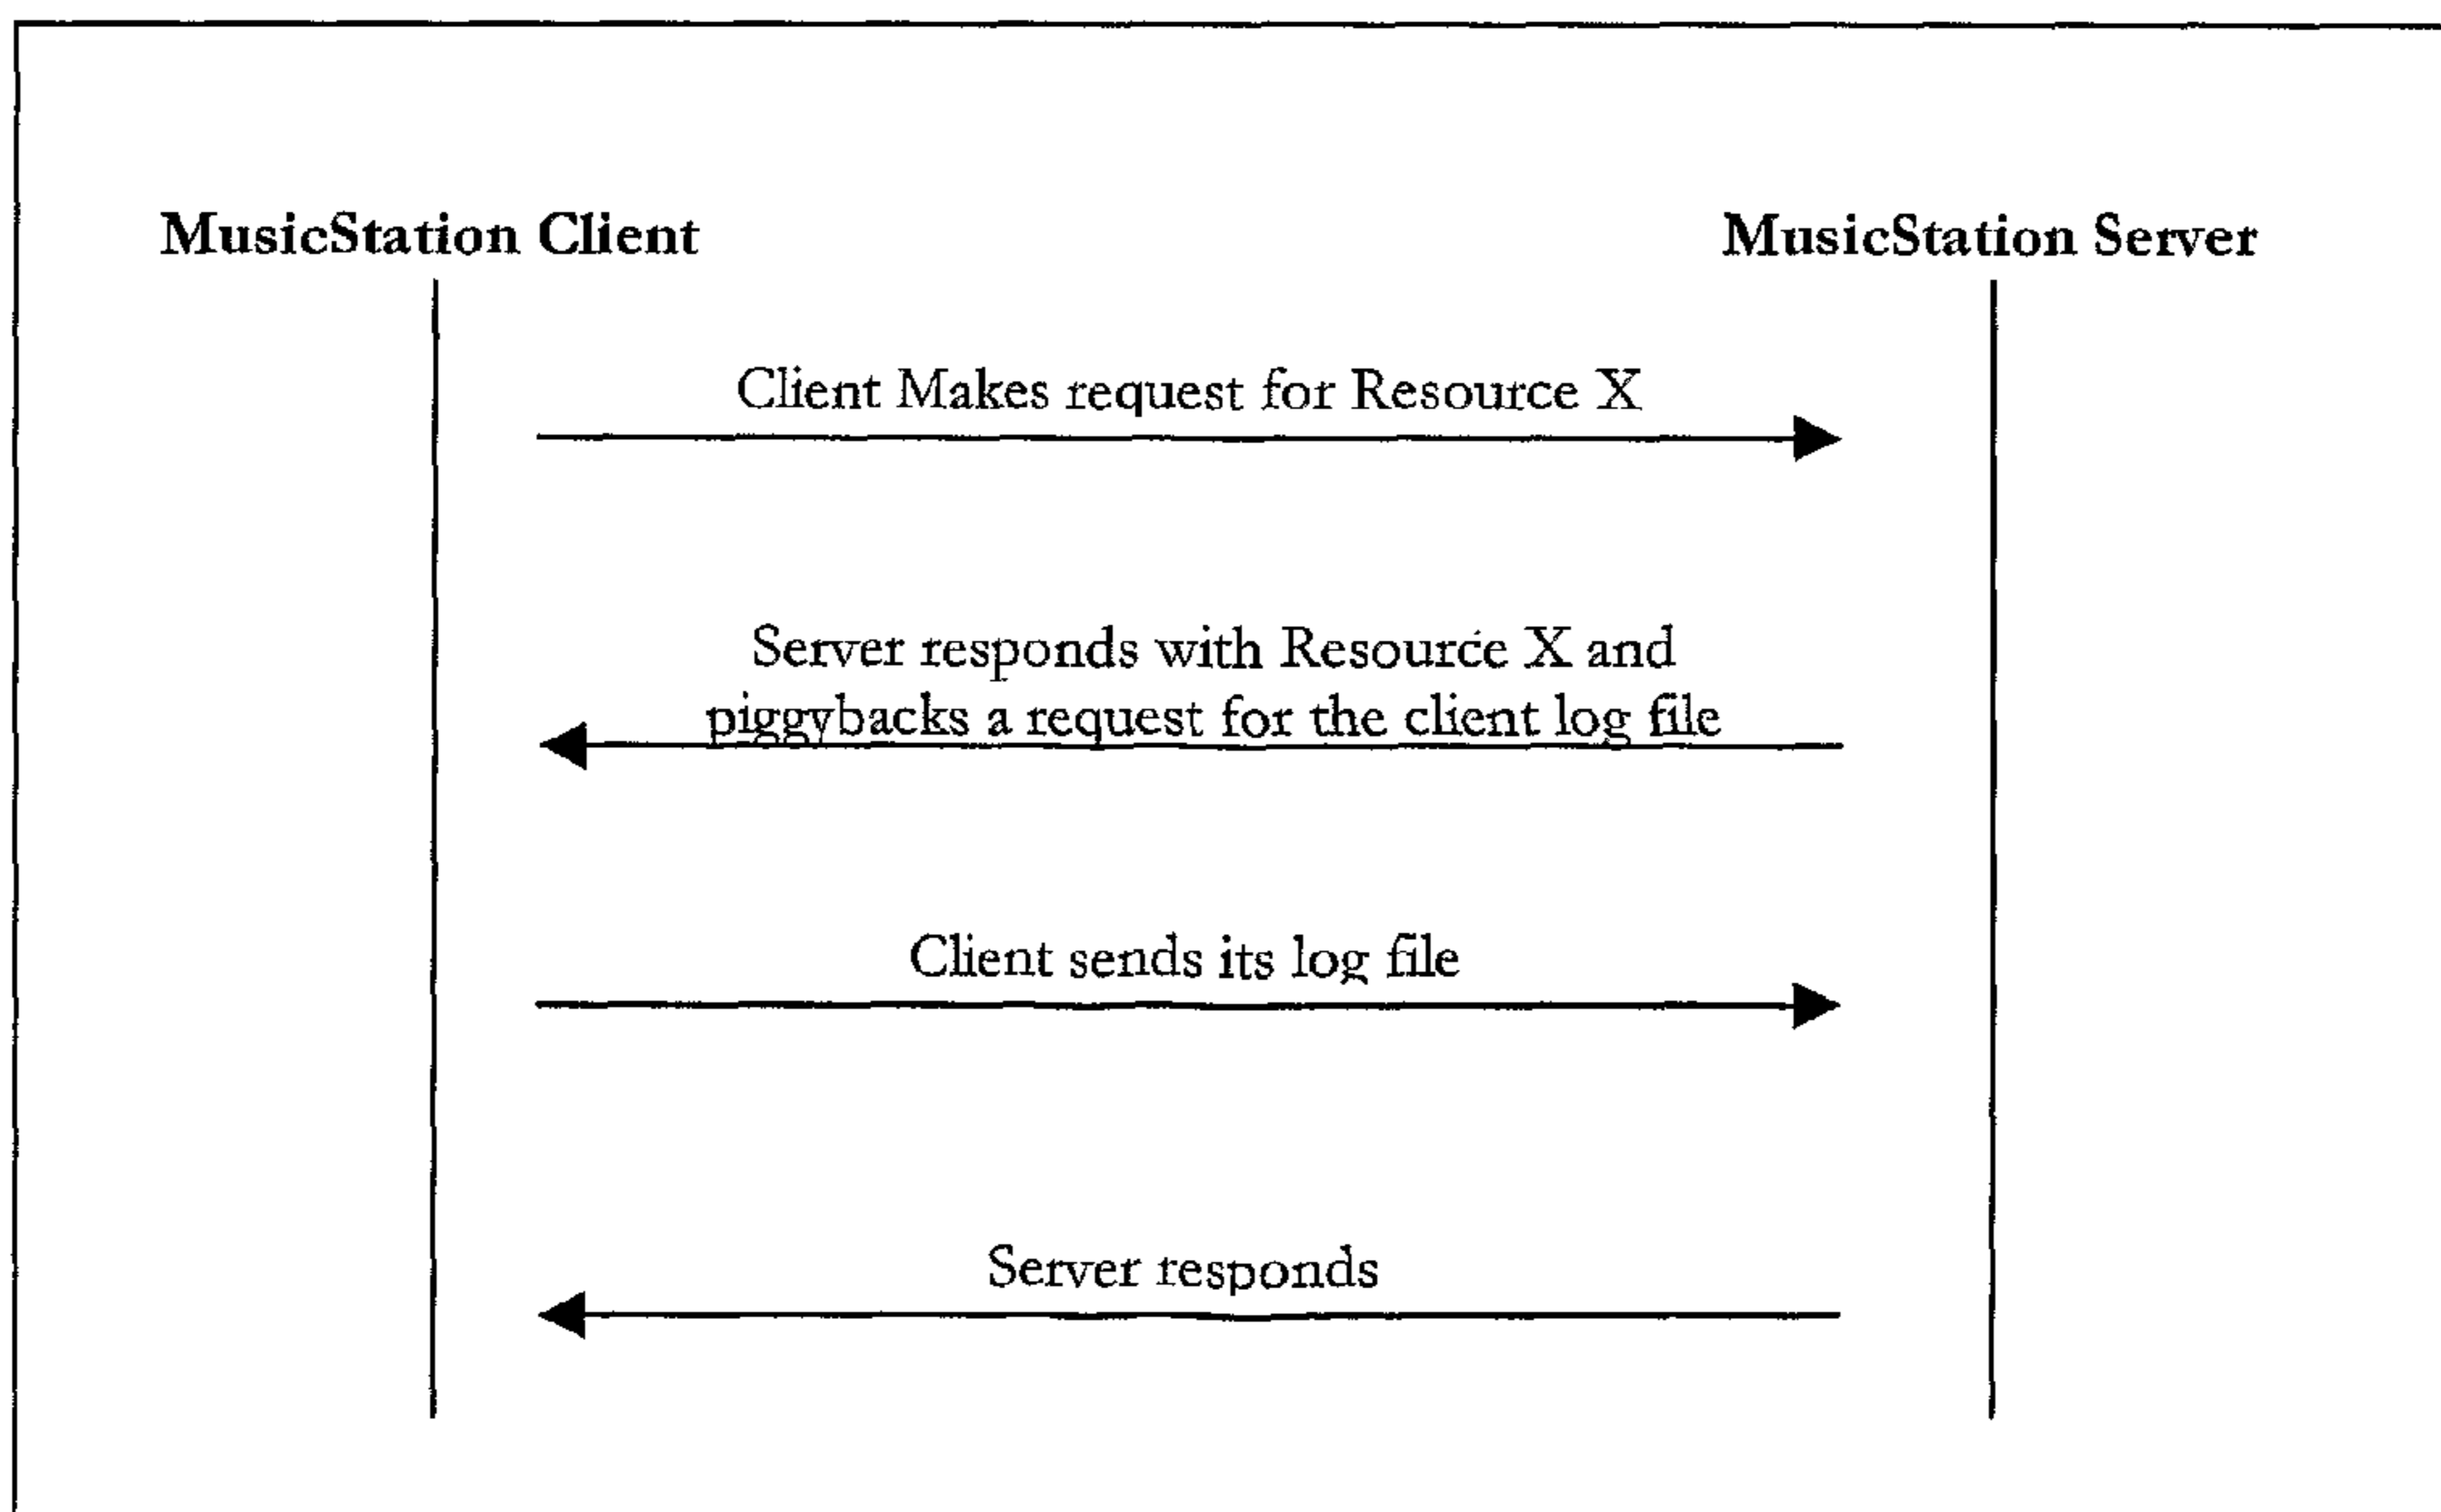 MusicStation Client
MusicStation Server
Client Makes request for Resource X
Server responds with Resource X and
piggybacks a request for the client log file
Client sends its log file
Server responds